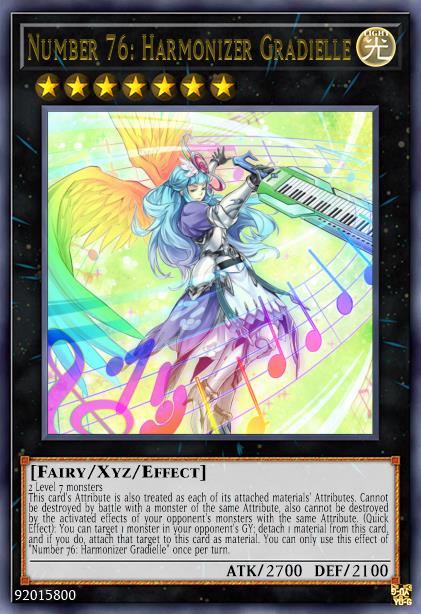 Number 76: Harmonizer Gradielle
LIGHT
光
[Fairy/Xyz/Effect]
2 Level 7 monsters
This card's Attribute is also treated as each of its attached materials' Attributes. Cannot
be destroyed by battle with a monster of the same Attribute, also cannot be destroyed
by the activated effects of your opponent's monsters with the same Attribute. (Quick
Effect): You can target 1 monster in your opponent's GY; detach 1 material from this card,
and if you do, attach that target to this card as material. You can only use this effect of
"Number 76: Harmonizer Gradielle" once per turn.
ATK/2700 DEF/2100
92015800